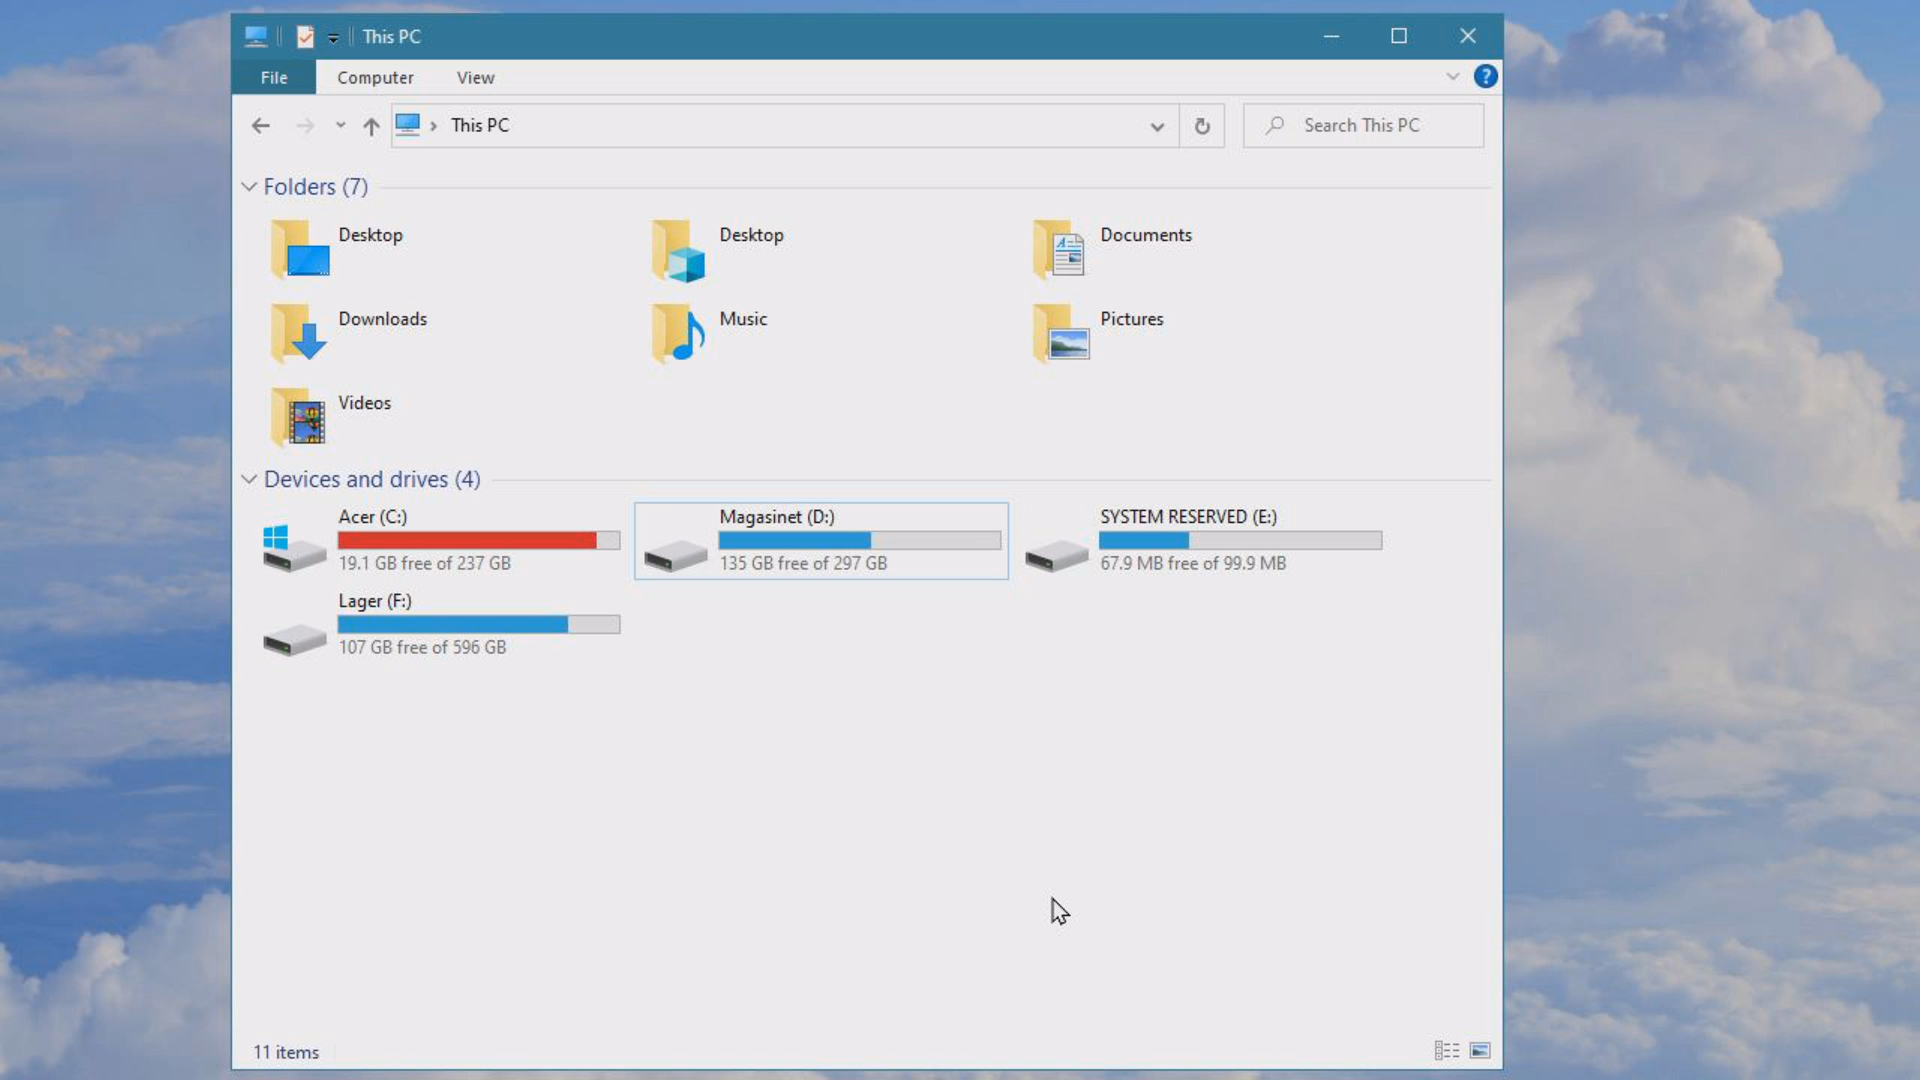 This PC
File Computer View
?
This PC
Search This PC
Folders (7)
Desktop
Desktop
Documents
Downloads
Music
Pictures
Videos
Devices and drives (4)
Acer (C:)
19.1 GB free of 237 GB
Magasinet (D:)
135 GB free of 297 GB
SYSTEM RESERVED (E:)
67.9 MB free of 99.9 MB
Lager (F:)
107 GB free of 596 GB
11 items